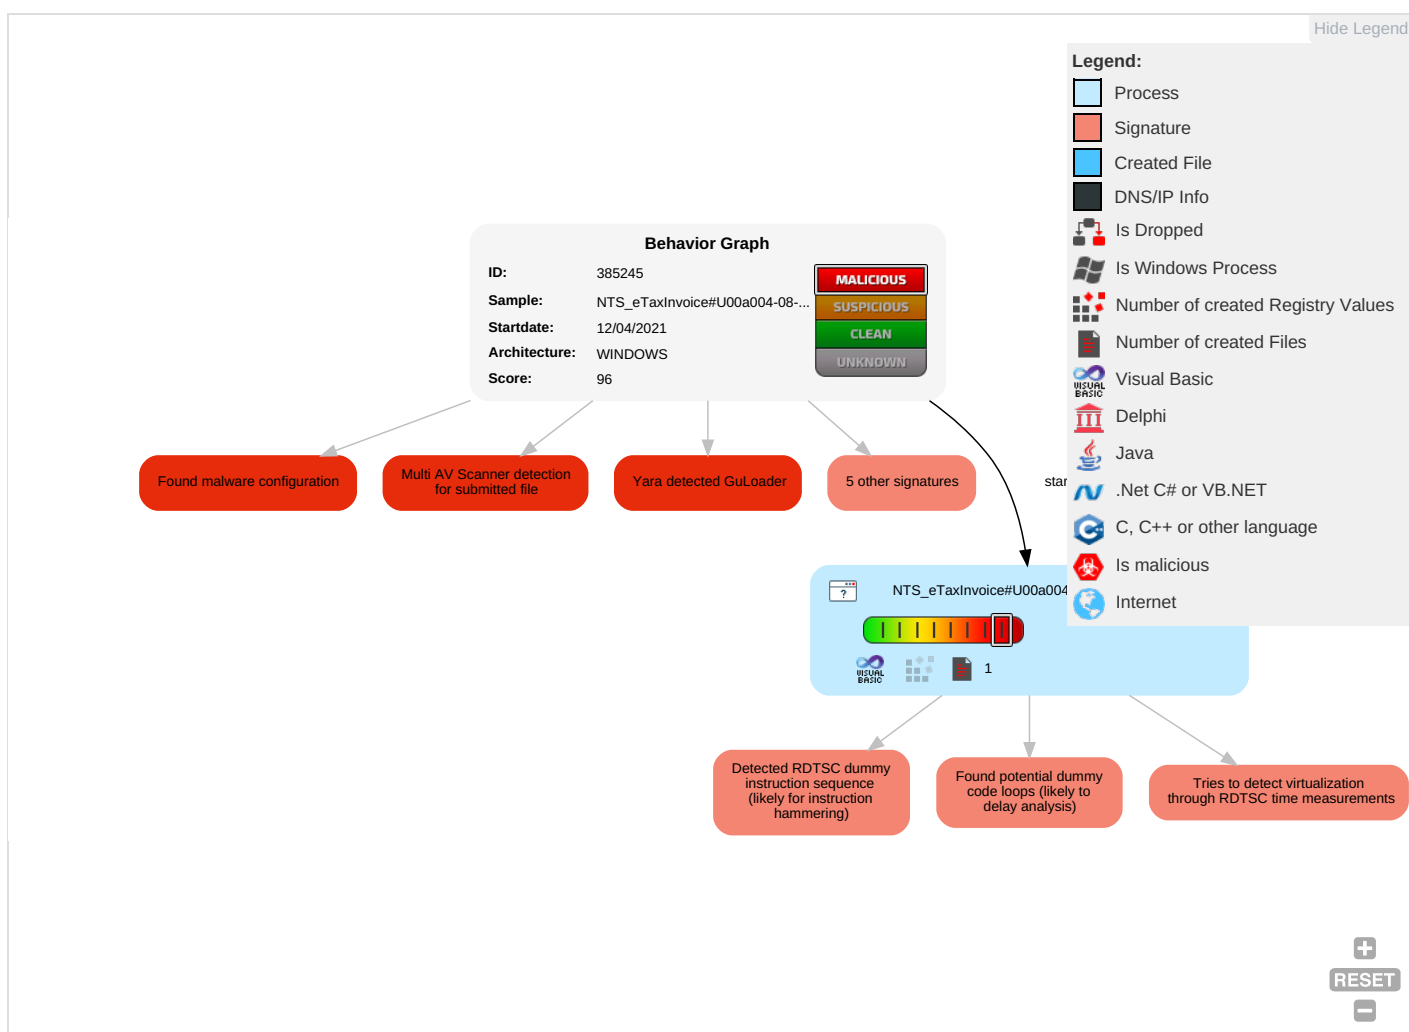 Hide Legend
Legend:
Process
Signature
Created File
DNS/IP Info
Is Dropped
Is Windows Process
Number of created Registry Values
Number of created Files
VISUAL
BASIC
Visual Basic
Delphi
Java
.Net C# or VB.NET
C, C++ or other language
Is malicious
Internet
Behavior Graph
ID: 385245
Sample: NTS_eTaxInvoice#U00a004-08-...
Startdate: 12/04/2021
Architecture: WINDOWS
Score: 96
MALICIOUS
SUSPICIOUS
CLEAN
UNKNOWN
Found malware configuration
Multi AV Scanner detection
for submitted file
Yara detected GuLoader
5 other signatures
star
?
NTS_eTaxInvoice#U00a004
VISUAL
BASIC
1
Detected RDTSC dummy
instruction sequence
(likely for instruction
hammering)
Found potential dummy
code loops (likely to
delay analysis)
Tries to detect virtualization
through RDTSC time measurements
RESET